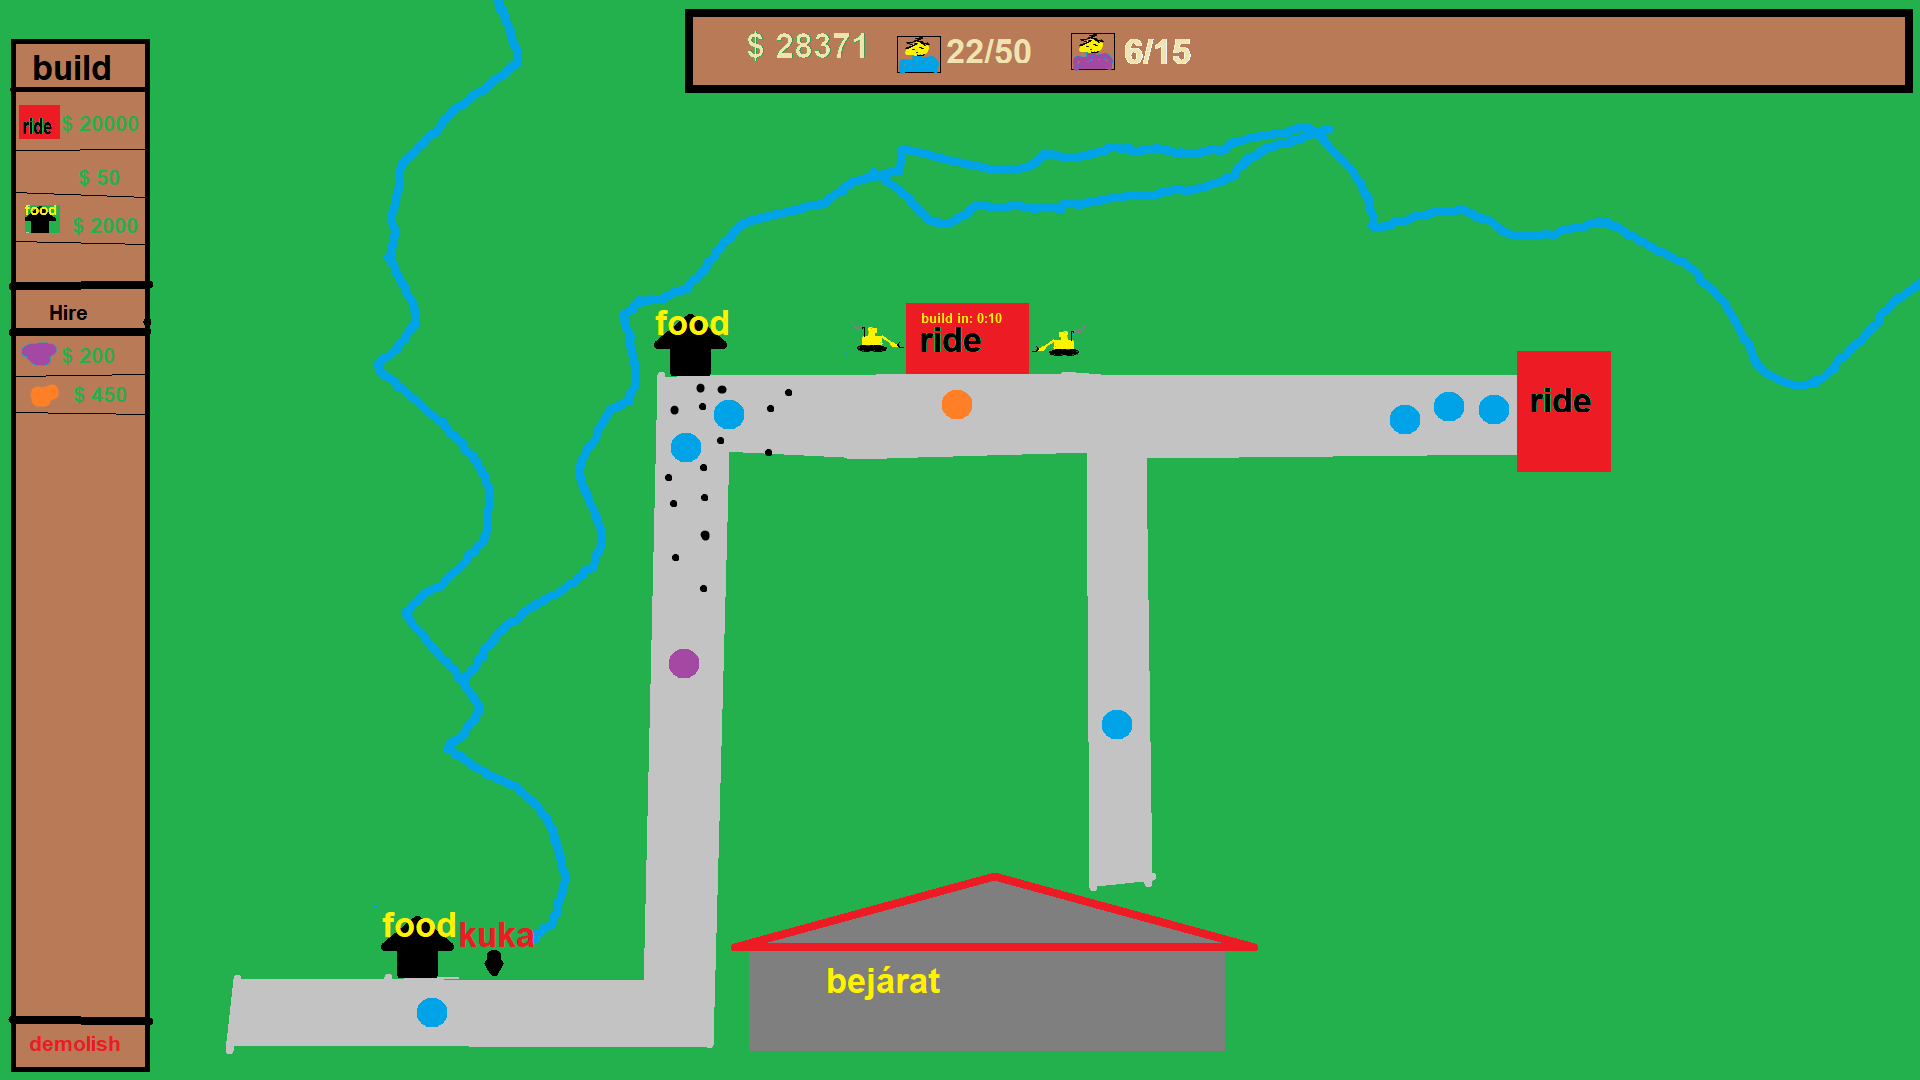 $ 28371 22/50 6/15
build
ride $ 20000
$ 50
food $ 2000
Hire
$ 200
$ 450
demolish
food
build in: 0:10
ride
ride
food
kuka
bejárat